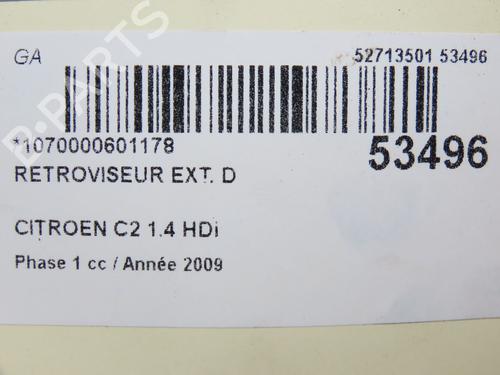 GA 52713501 53496
*1070000601178 53496
RETROVISEUR EXT. D
CITROEN C2 1.4 HDi
Phase 1 cc / Année 2009
B-PARTS